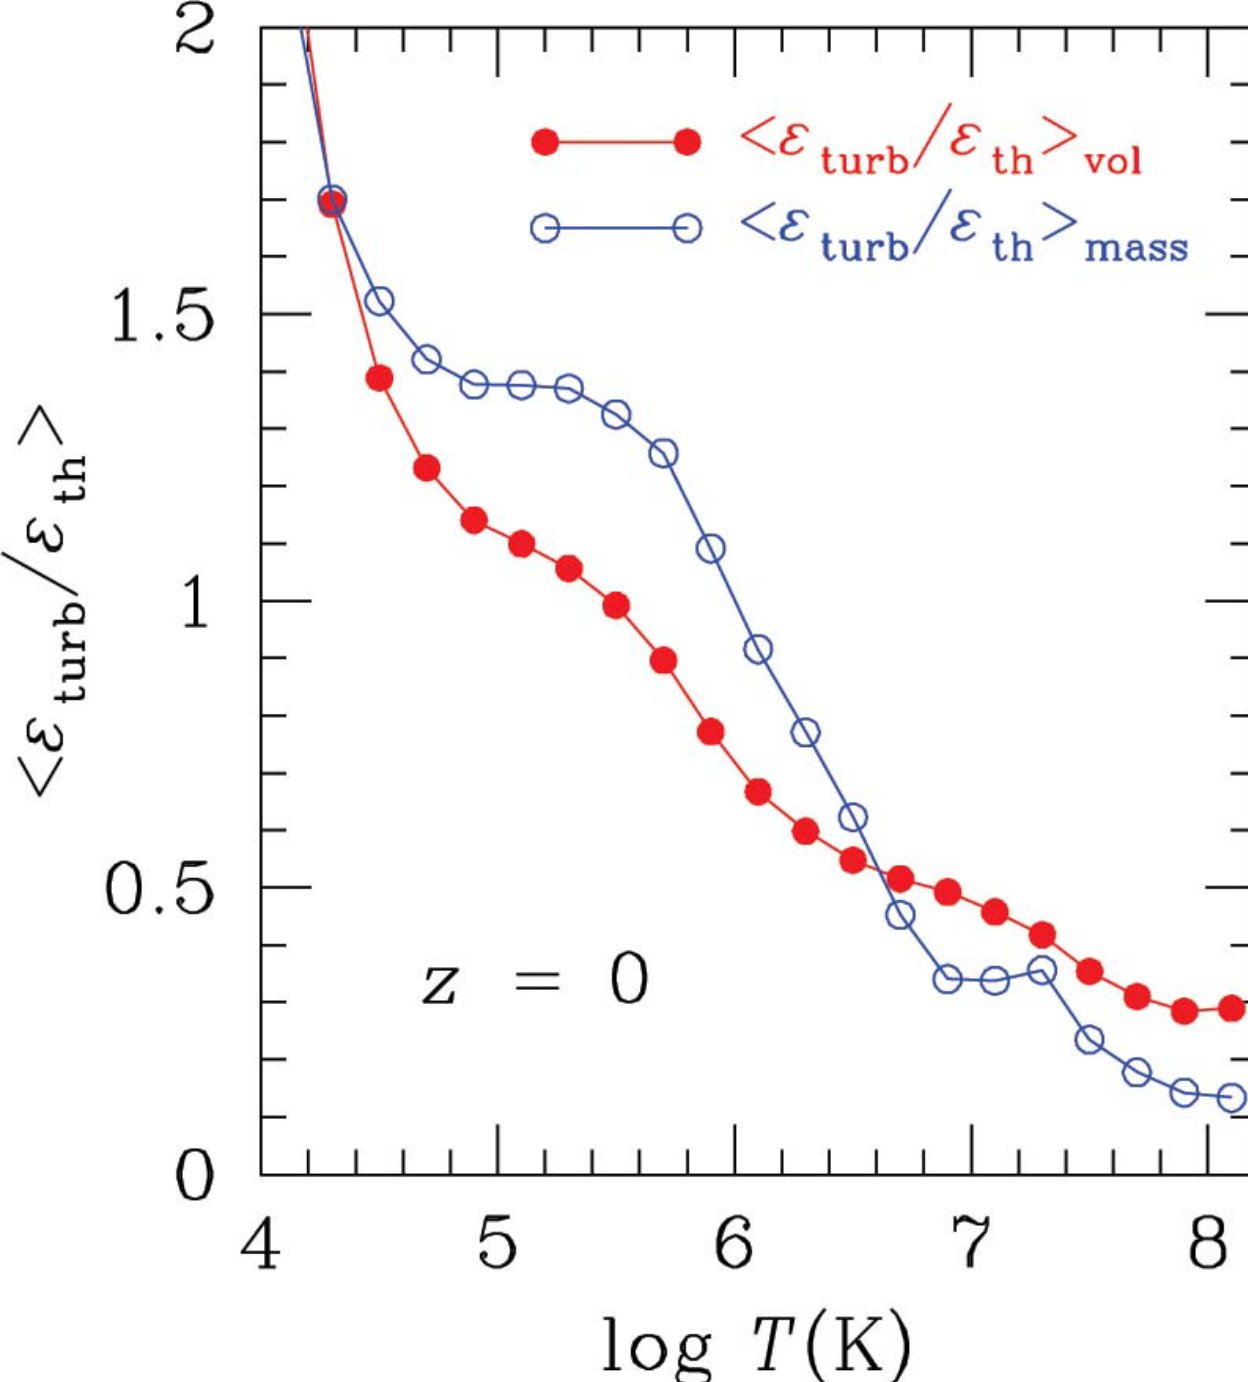 2
1.5
1
0.5
0
<ε turb/ε th>
<ε turb/ε th>vol
<ε turb/ε th>mass
z = 0
4 5 6 7 8
log T(K)